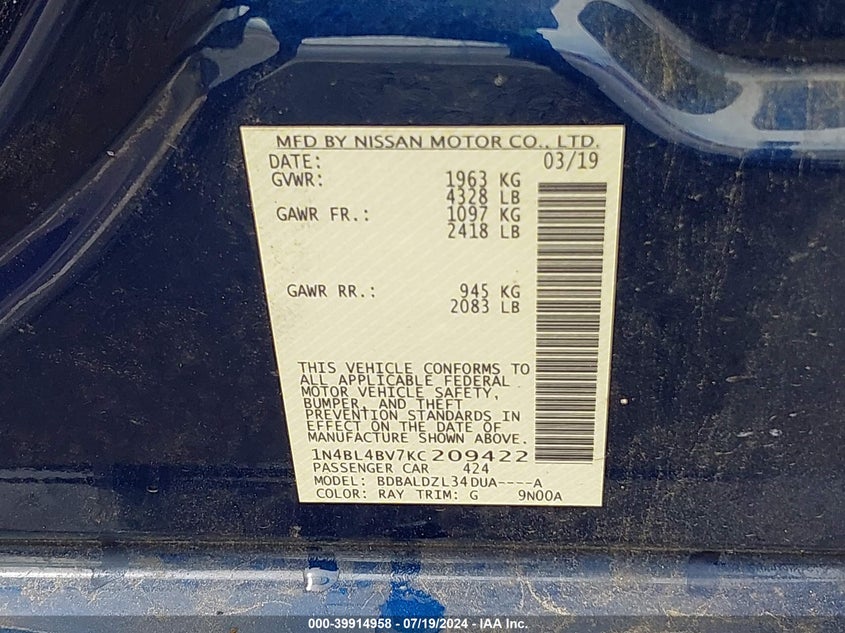 MFD BY NISSAN MOTOR CO., LTD.
DATE: 03/19
GVWR: 1963 KG
4328 LB
GAWR FR.: 1097 KG
2418 LB
GAWR RR.: 945 KG
2083 LB
THIS VEHICLE CONFORMS TO
ALL APPLICABLE FEDERAL
MOTOR VEHICLE SAFETY,
BUMPER, AND THEFT
PREVENTION STANDARDS IN
EFFECT ON THE DATE OF
MANUFACTURE SHOWN ABOVE.
1N4BL4BV7KC209422
PASSENGER CAR 424
MODEL: BDBALDZL34DUA----A
COLOR: RAY TRIM: G 9N00A
000-39914958 - 07/19/2024 - IAA Inc.